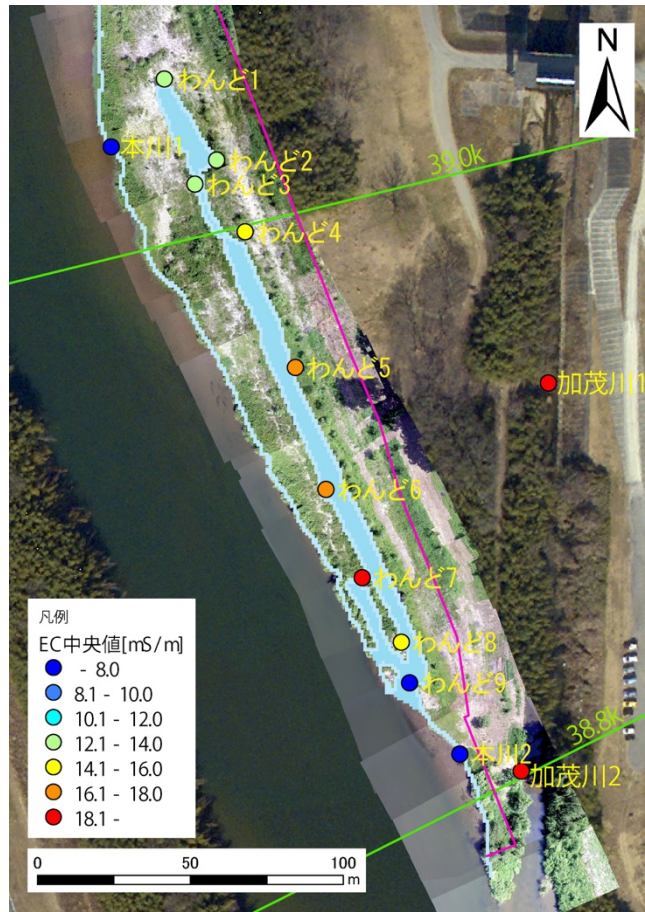 N
わんど1
本川1
わんど2
39.0k
わんど3
わんど4
わんど5
加茂川1
わんど6
わんど7
わんど8
わんど9
38.8k
本川2
加茂川2
凡例
EC中央値[mS/m]
- 8.0
8.1 - 10.0
10.1 - 12.0
12.1 - 14.0
14.1 - 16.0
16.1 - 18.0
18.1 -
0 50 100
m